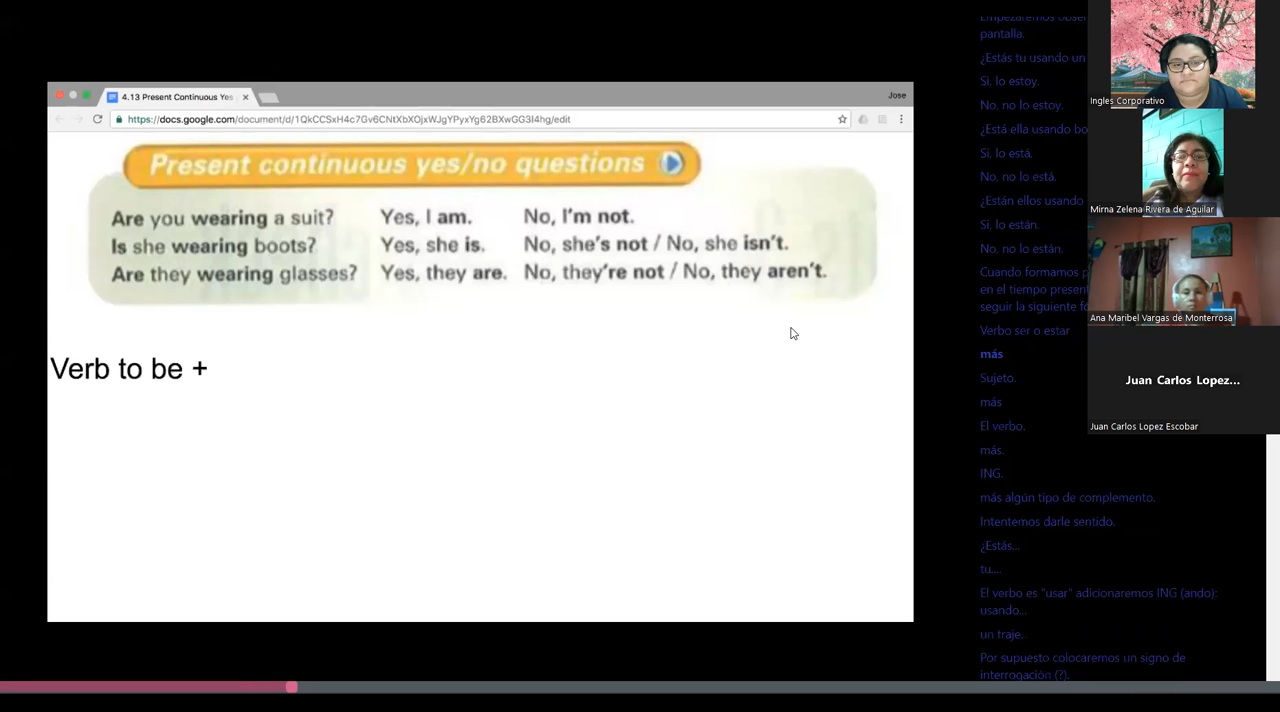 4.13 Present Continuous Yes
Jose
https://docs.google.com/document/d/1QkCCSxH4c7Gv6CNtXbXOjxWJgYPyxYg62BXwGG3I4hg/edit
Present continuous yes/no questions
Are you wearing a suit? Yes, I am. No, I'm not.
Is she wearing boots? Yes, she is. No, she's not / No, she isn't.
Are they wearing glasses? Yes, they are. No, they're not / No, they aren't.
Verb to be +
pantalla.
¿Estás tu usando un
Si, lo estoy.
No, no lo estoy.
¿Está ella usando bo
Si, lo está.
No, no lo está.
¿Están ellos usando
Si, lo están.
No, no lo están.
Cuando formamos p
en el tiempo present
seguir la siguiente fó
Verbo ser o estar
más
Sujeto.
más
El verbo.
más.
ING.
más algún tipo de complemento.
Intentemos darle sentido.
¿Estás...
tu....
El verbo es "usar" adicionaremos ING (ando):
usando...
un traje..
Por supuesto colocaremos un signo de
interrogación (?).
Ingles Corporativo
Mirna Zelena Rivera de Aguilar
Ana Maribel Vargas de Monterrosa
Juan Carlos Lopez...
Juan Carlos Lopez Escobar